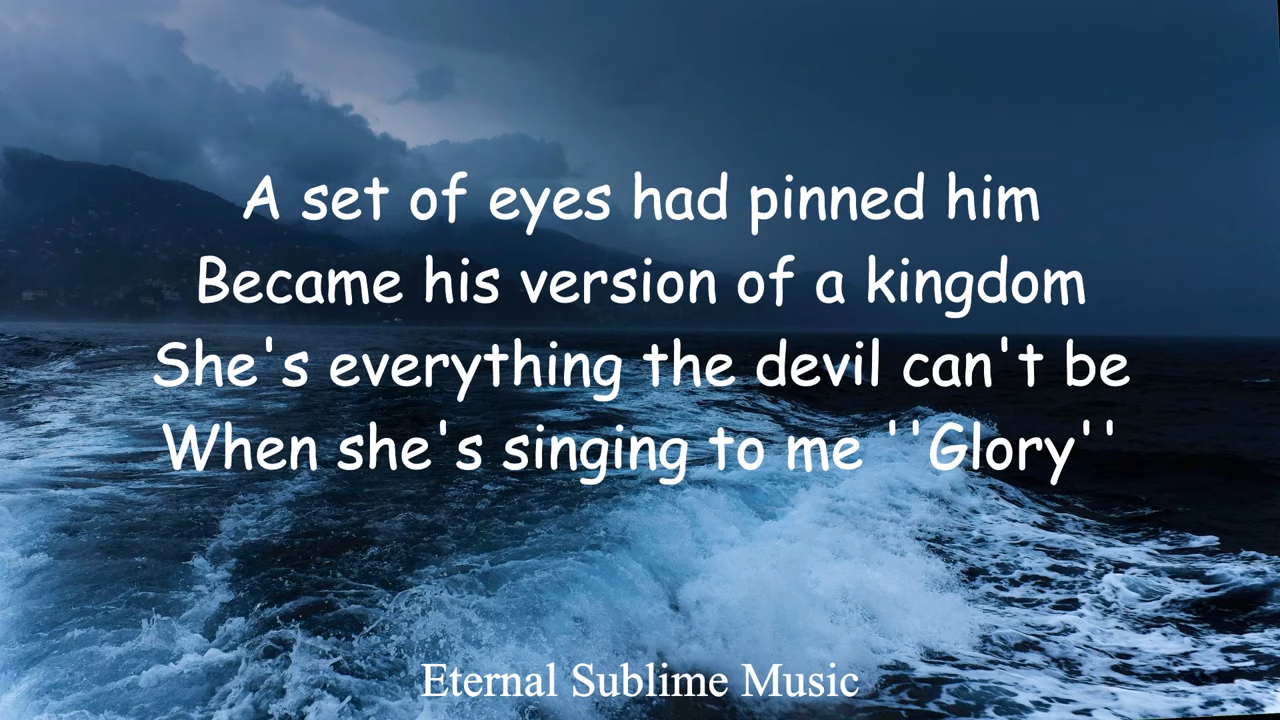 A set of eyes had pinned him
Became his version of a kingdom
She's everything the devil can't be
When she's singing to me ''Glory''
Eternal Sublime Music